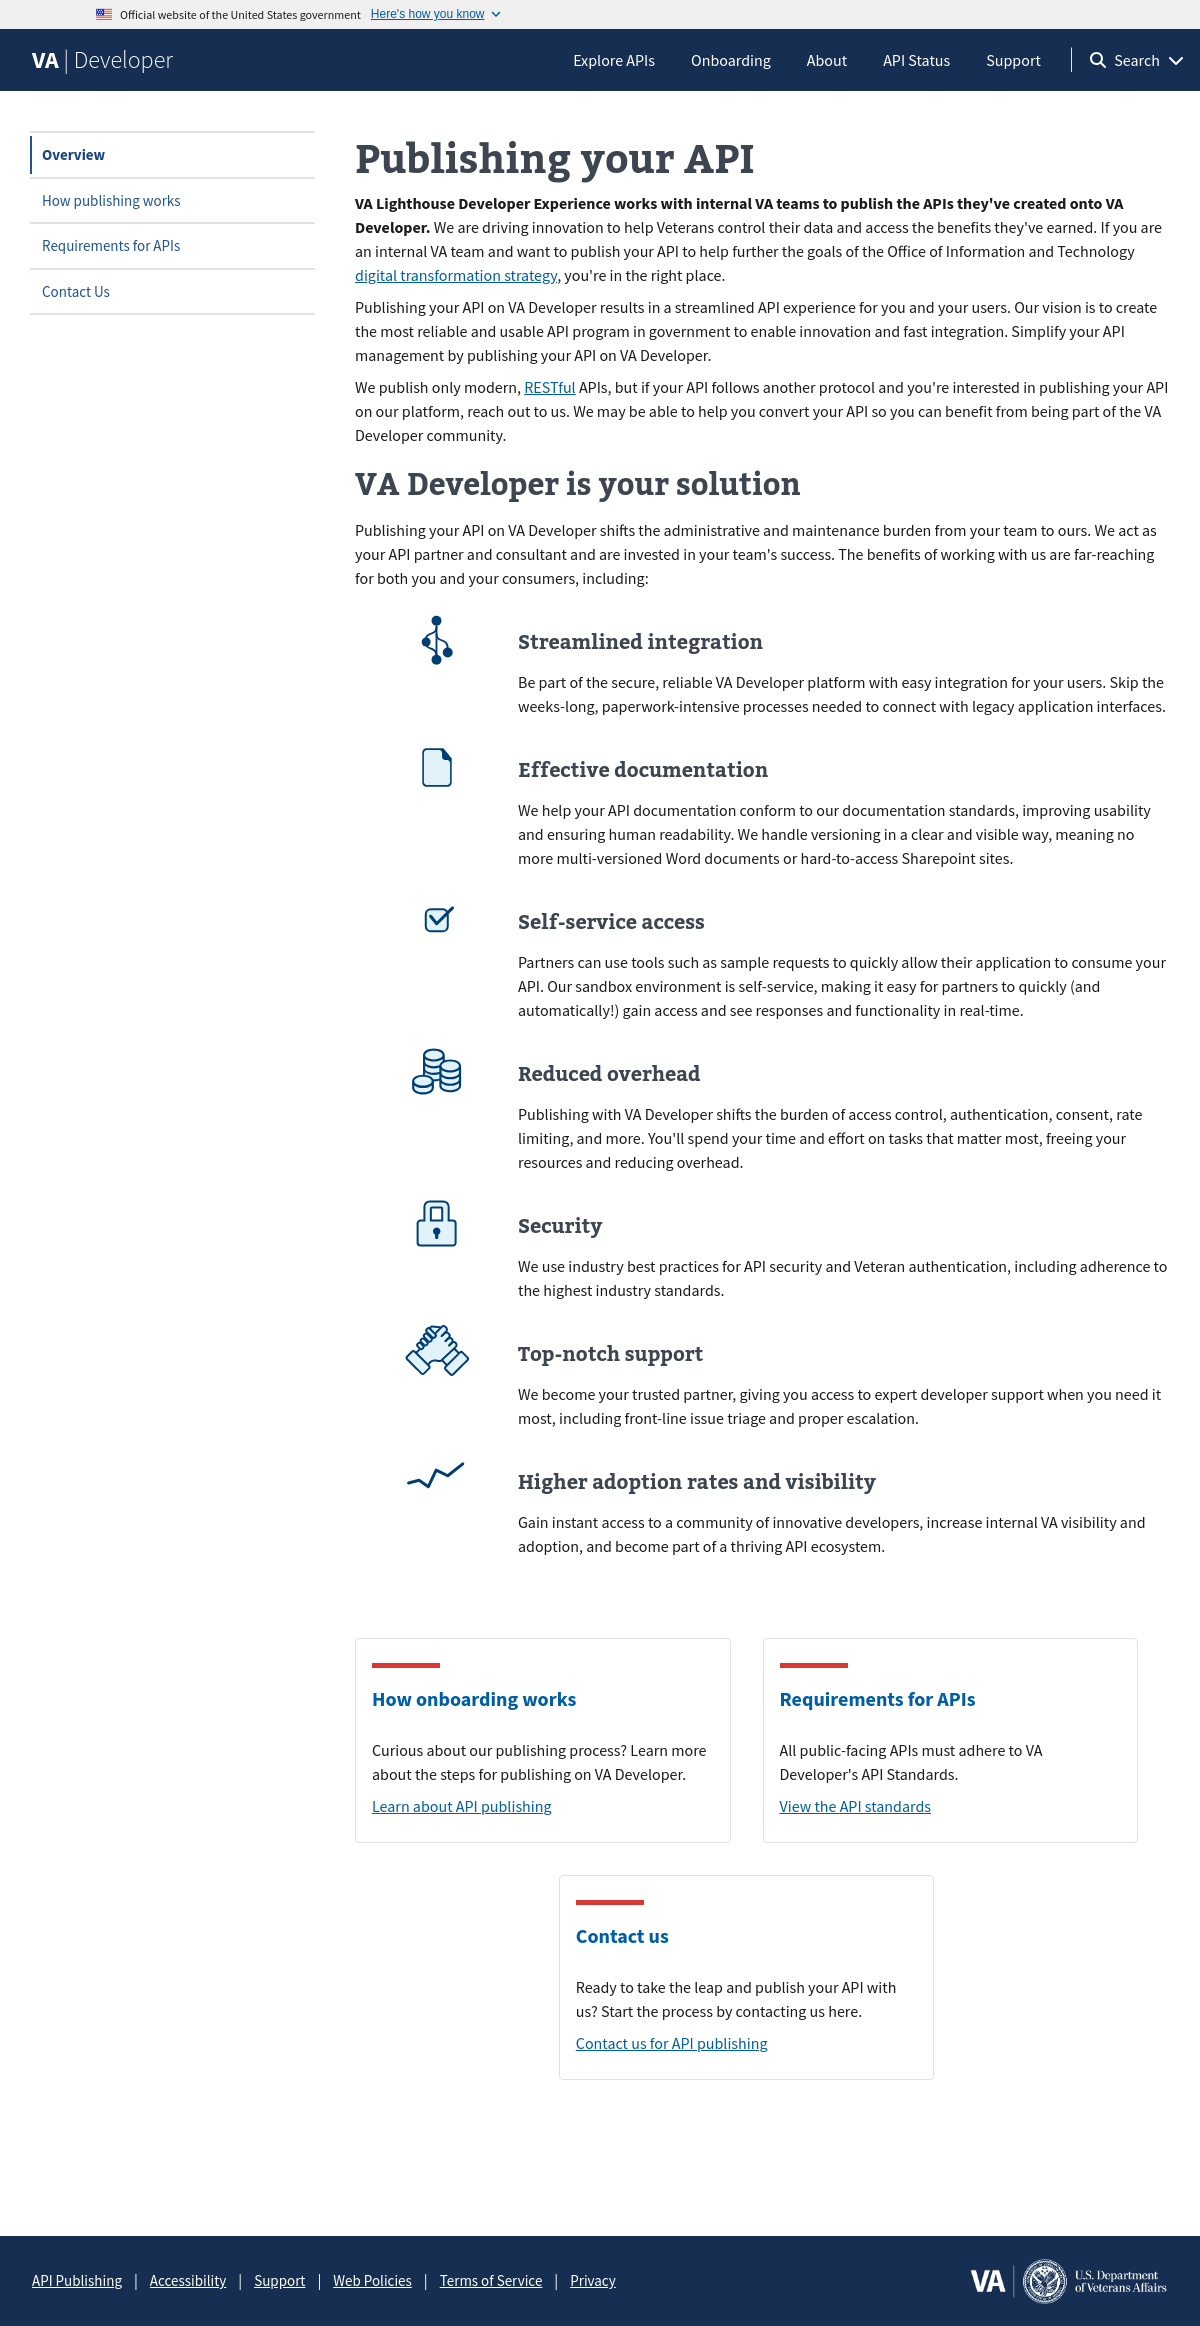 Official website of the United States government Here's how you know
VA | Developer
Explore APIs Onboarding About API Status Support Search
Overview
How publishing works
Requirements for APIs
Contact Us
Publishing your API
VA Lighthouse Developer Experience works with internal VA teams to publish the APIs they've created onto VA
Developer. We are driving innovation to help Veterans control their data and access the benefits they've earned. If you are
an internal VA team and want to publish your API to help further the goals of the Office of Information and Technology
digital transformation strategy, you're in the right place.
Publishing your API on VA Developer results in a streamlined API experience for you and your users. Our vision is to create
the most reliable and usable API program in government to enable innovation and fast integration. Simplify your API
management by publishing your API on VA Developer.
We publish only modern, RESTful APIs, but if your API follows another protocol and you're interested in publishing your API
on our platform, reach out to us. We may be able to help you convert your API so you can benefit from being part of the VA
Developer community.
VA Developer is your solution
Publishing your API on VA Developer shifts the administrative and maintenance burden from your team to ours. We act as
your API partner and consultant and are invested in your team's success. The benefits of working with us are far-reaching
for both you and your consumers, including:
Streamlined integration
Be part of the secure, reliable VA Developer platform with easy integration for your users. Skip the
weeks-long, paperwork-intensive processes needed to connect with legacy application interfaces.
Effective documentation
We help your API documentation conform to our documentation standards, improving usability
and ensuring human readability. We handle versioning in a clear and visible way, meaning no
more multi-versioned Word documents or hard-to-access Sharepoint sites.
Self-service access
Partners can use tools such as sample requests to quickly allow their application to consume your
API. Our sandbox environment is self-service, making it easy for partners to quickly (and
automatically!) gain access and see responses and functionality in real-time.
Reduced overhead
Publishing with VA Developer shifts the burden of access control, authentication, consent, rate
limiting, and more. You'll spend your time and effort on tasks that matter most, freeing your
resources and reducing overhead.
Security
We use industry best practices for API security and Veteran authentication, including adherence to
the highest industry standards.
Top-notch support
We become your trusted partner, giving you access to expert developer support when you need it
most, including front-line issue triage and proper escalation.
Higher adoption rates and visibility
Gain instant access to a community of innovative developers, increase internal VA visibility and
adoption, and become part of a thriving API ecosystem.
How onboarding works
Curious about our publishing process? Learn more
about the steps for publishing on VA Developer.
Learn about API publishing
Requirements for APIs
All public-facing APIs must adhere to VA
Developer's API Standards.
View the API standards
Contact us
Ready to take the leap and publish your API with
us? Start the process by contacting us here.
Contact us for API publishing
API Publishing | Accessibility | Support | Web Policies | Terms of Service | Privacy
VA
U.S. Department
of Veterans Affairs